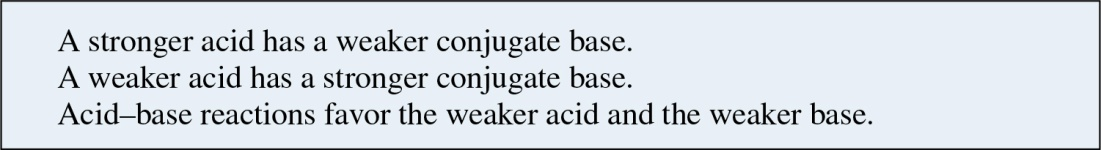 A stronger acid has a weaker conjugate base.
A weaker acid has a stronger conjugate base.
Acid–base reactions favor the weaker acid and the weaker base.